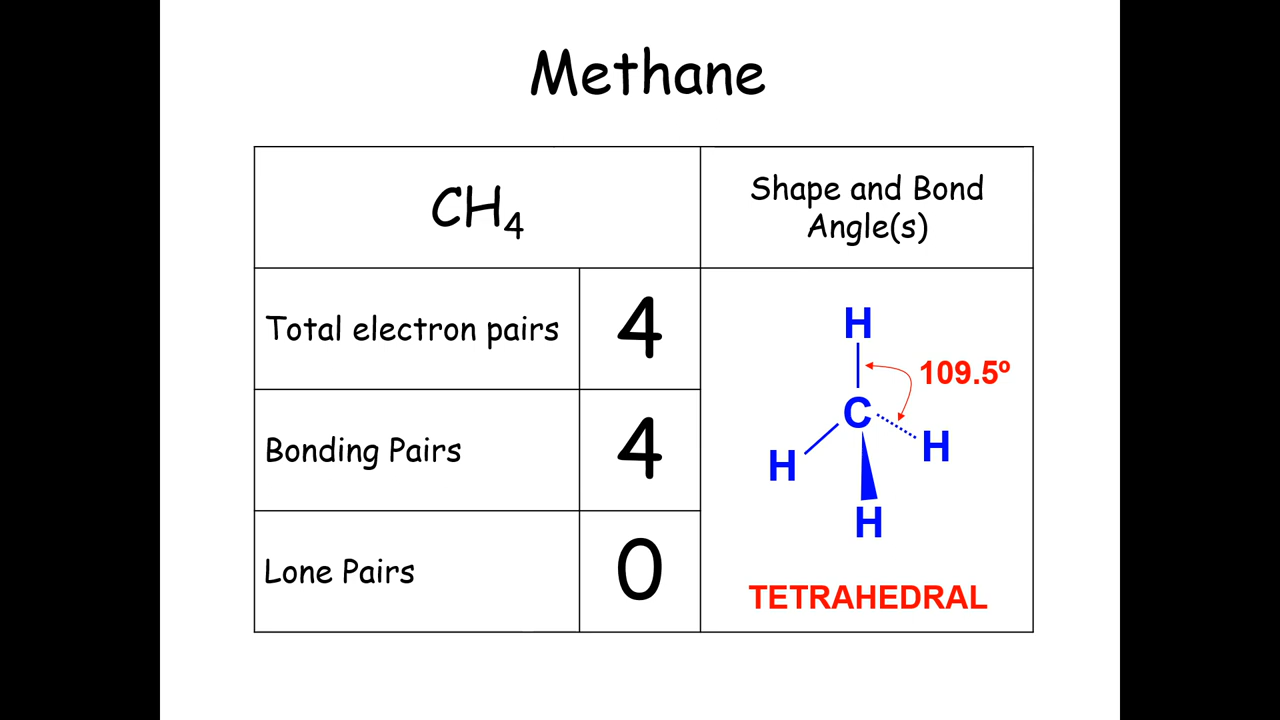 Methane
CH₄
Shape and Bond
Angle(s)
Total electron pairs
4
Bonding Pairs
4
Lone Pairs
0
H
109.5º
C
H
H
H
TETRAHEDRAL